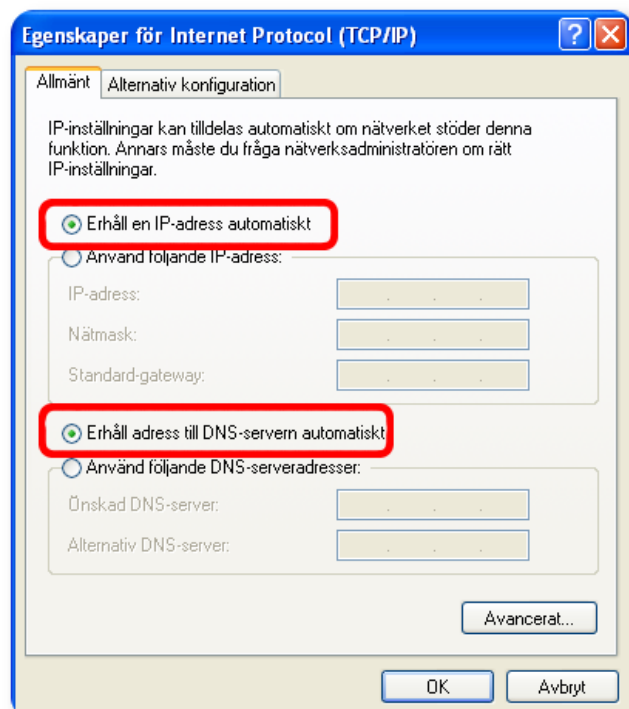 Egenskaper för Internet Protocol (TCP/IP)
Allmänt
Alternativ konfiguration
IP-inställningar kan tilldelas automatiskt om nätverket stöder denna
funktion. Annars måste du fråga nätverksadministratören om rätt
IP-inställningar.
Erhåll en IP-adress automatiskt
Använd följande IP-adress:
IP-adress:
Nätmask:
Standard-gateway:
Erhåll adress till DNS-servern automatiskt
Använd följande DNS-serveradresser:
Önskad DNS-server:
Alternativ DNS-server:
Avancerat...
OK
Avbryt